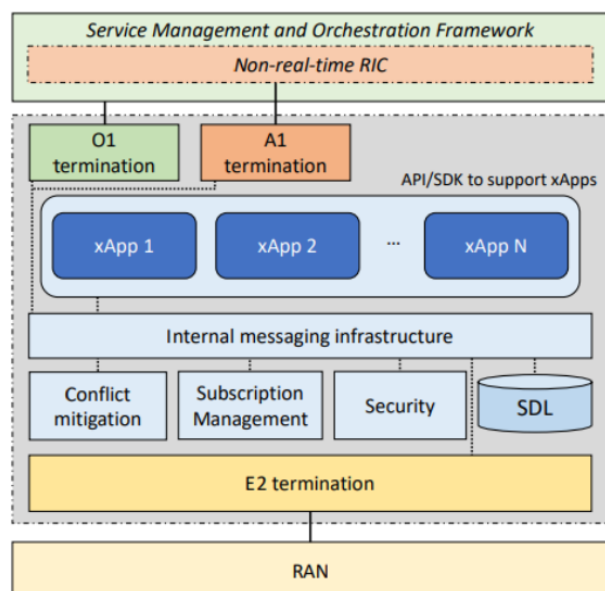 Service Management and Orchestration Framework
Non-real-time RIC
O1
termination
A1
termination
API/SDK to support xApps
xApp 1
xApp 2
...
xApp N
Internal messaging infrastructure
Conflict
mitigation
Subscription
Management
Security
SDL
E2 termination
RAN